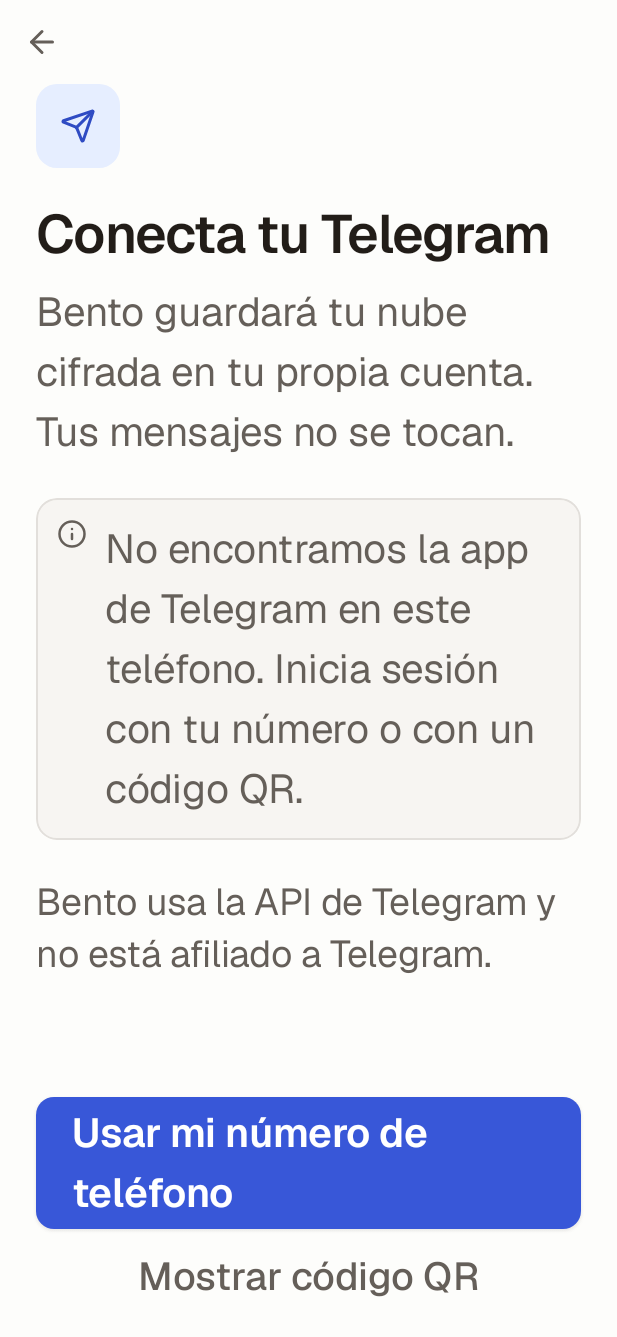 Conecta tu Telegram
Bento guardará tu nube
cifrada en tu propia cuenta.
Tus mensajes no se tocan.
No encontramos la app
de Telegram en este
teléfono. Inicia sesión
con tu número o con un
código QR.
Bento usa la API de Telegram y
no está afiliado a Telegram.
Usar mi número de
teléfono
Mostrar código QR